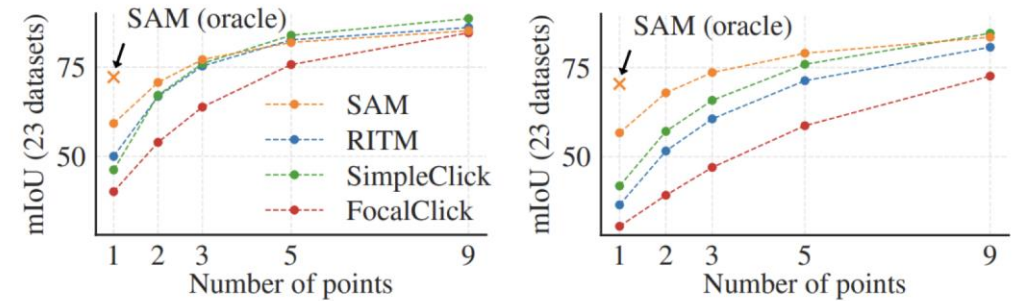 SAM (oracle)
mIoU (23 datasets)
75
50
SAM
RITM
SimpleClick
FocalClick
1 2 3 5 9
Number of points
SAM (oracle)
mIoU (23 datasets)
75
50
1 2 3 5 9
Number of points